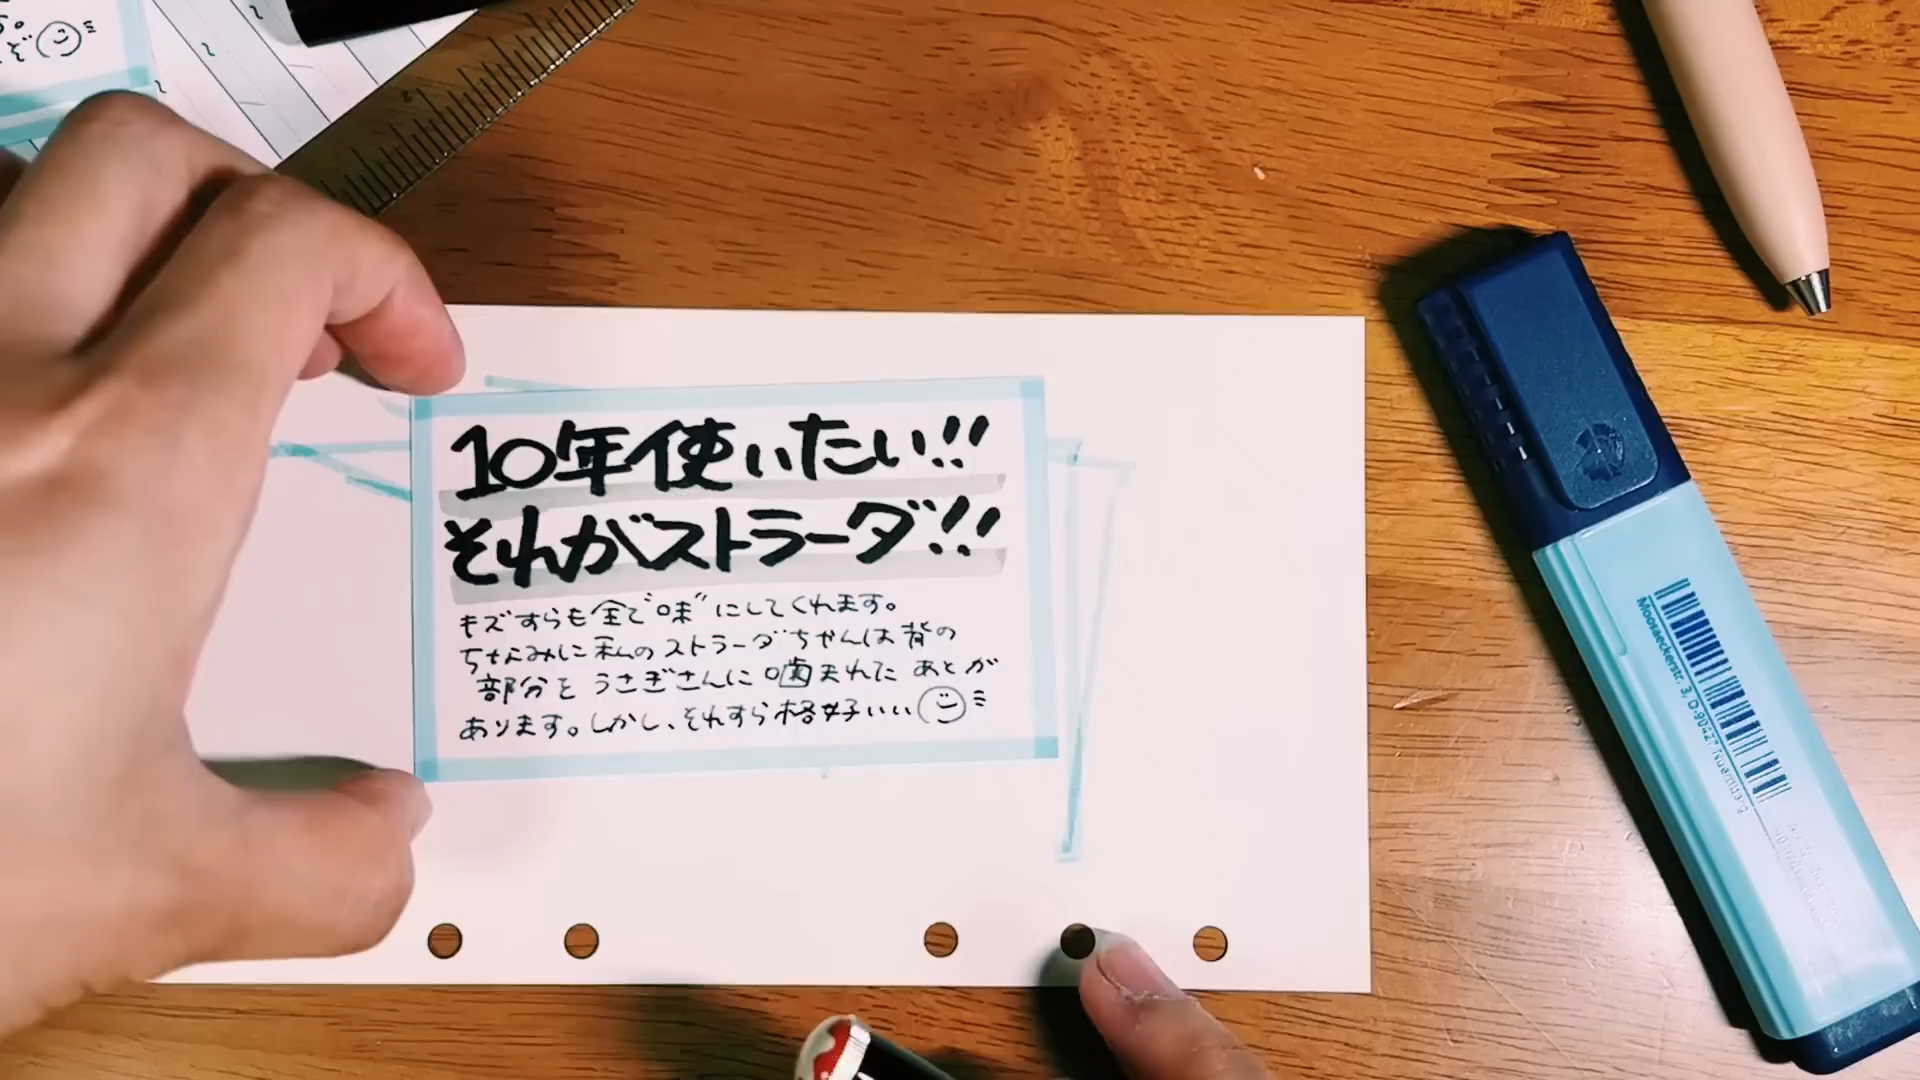 10年使いたい!!
それがストラーダ!!
キズすらも全て"味"にしてくれます。
ちなみに私のストラーダちゃんは背の
部分をうさぎさんに噛まれたあとが
あります。しかし、それすら格好いい
Moosaeckerstr. 3, D-90427 Nuernberg